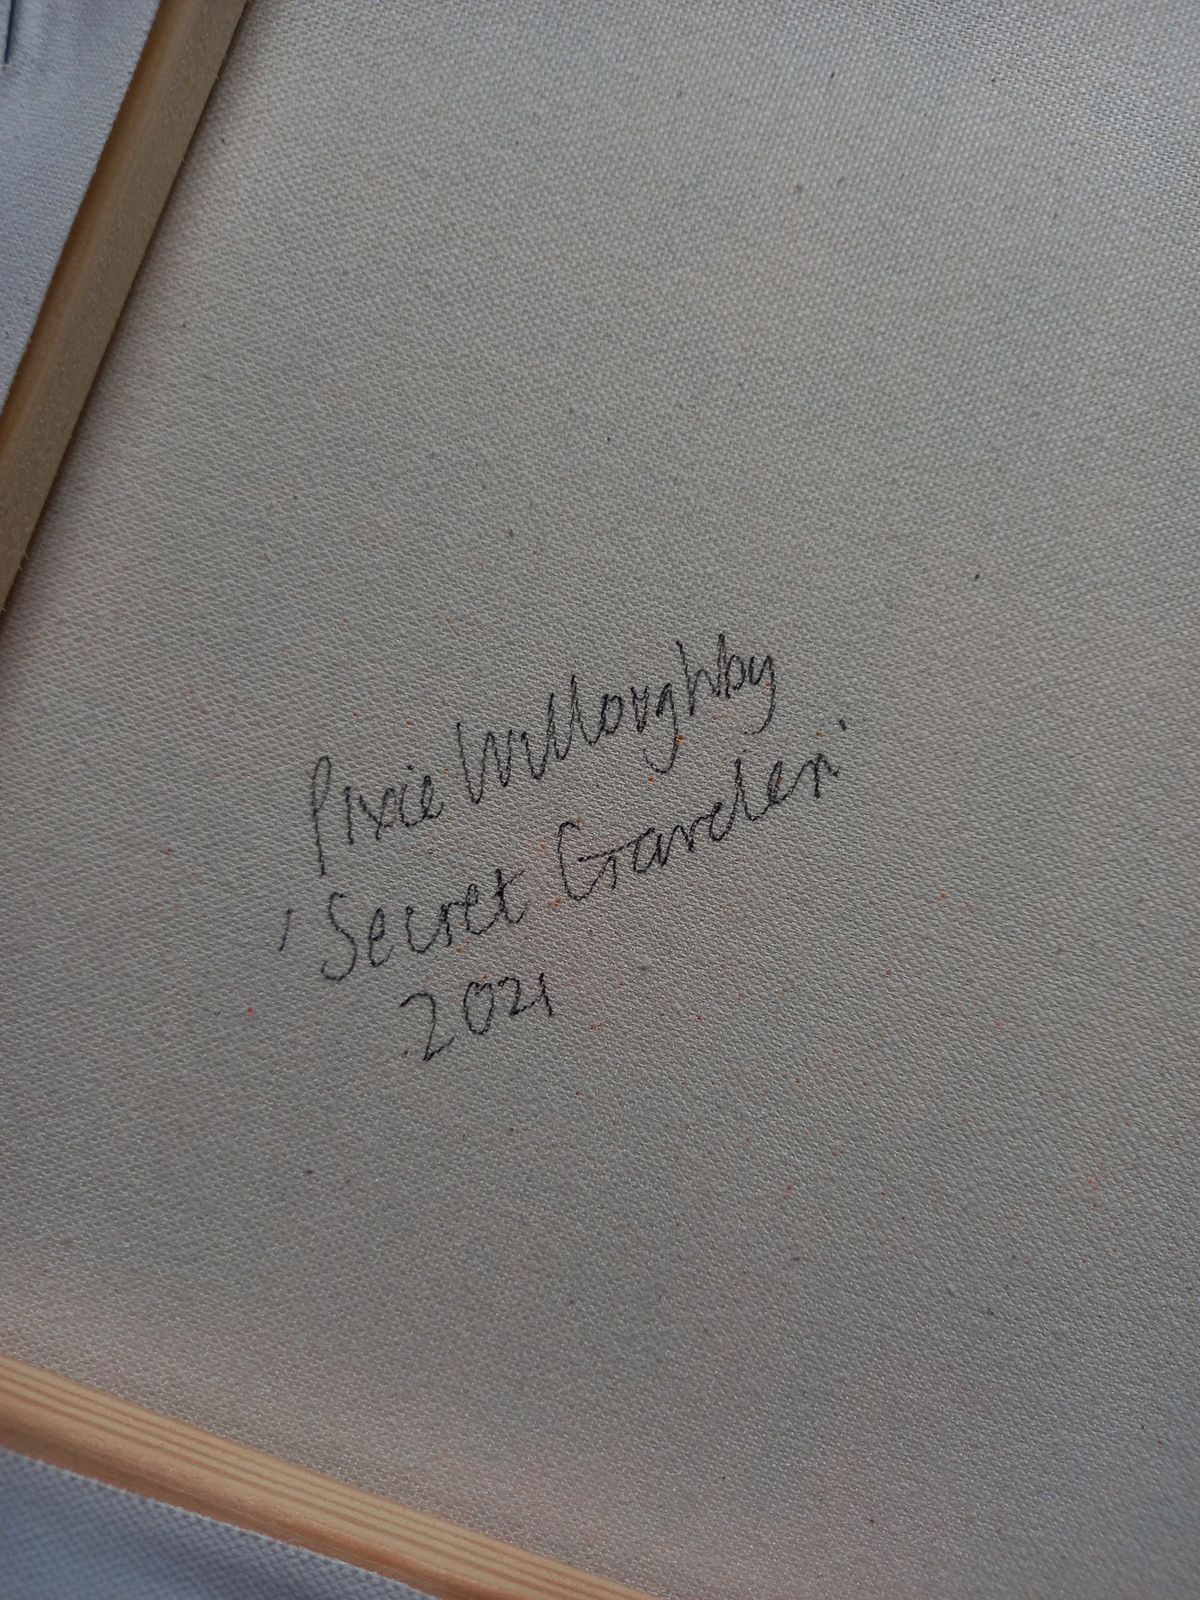 Pixie Willoughby
'Secret Garden'
2021